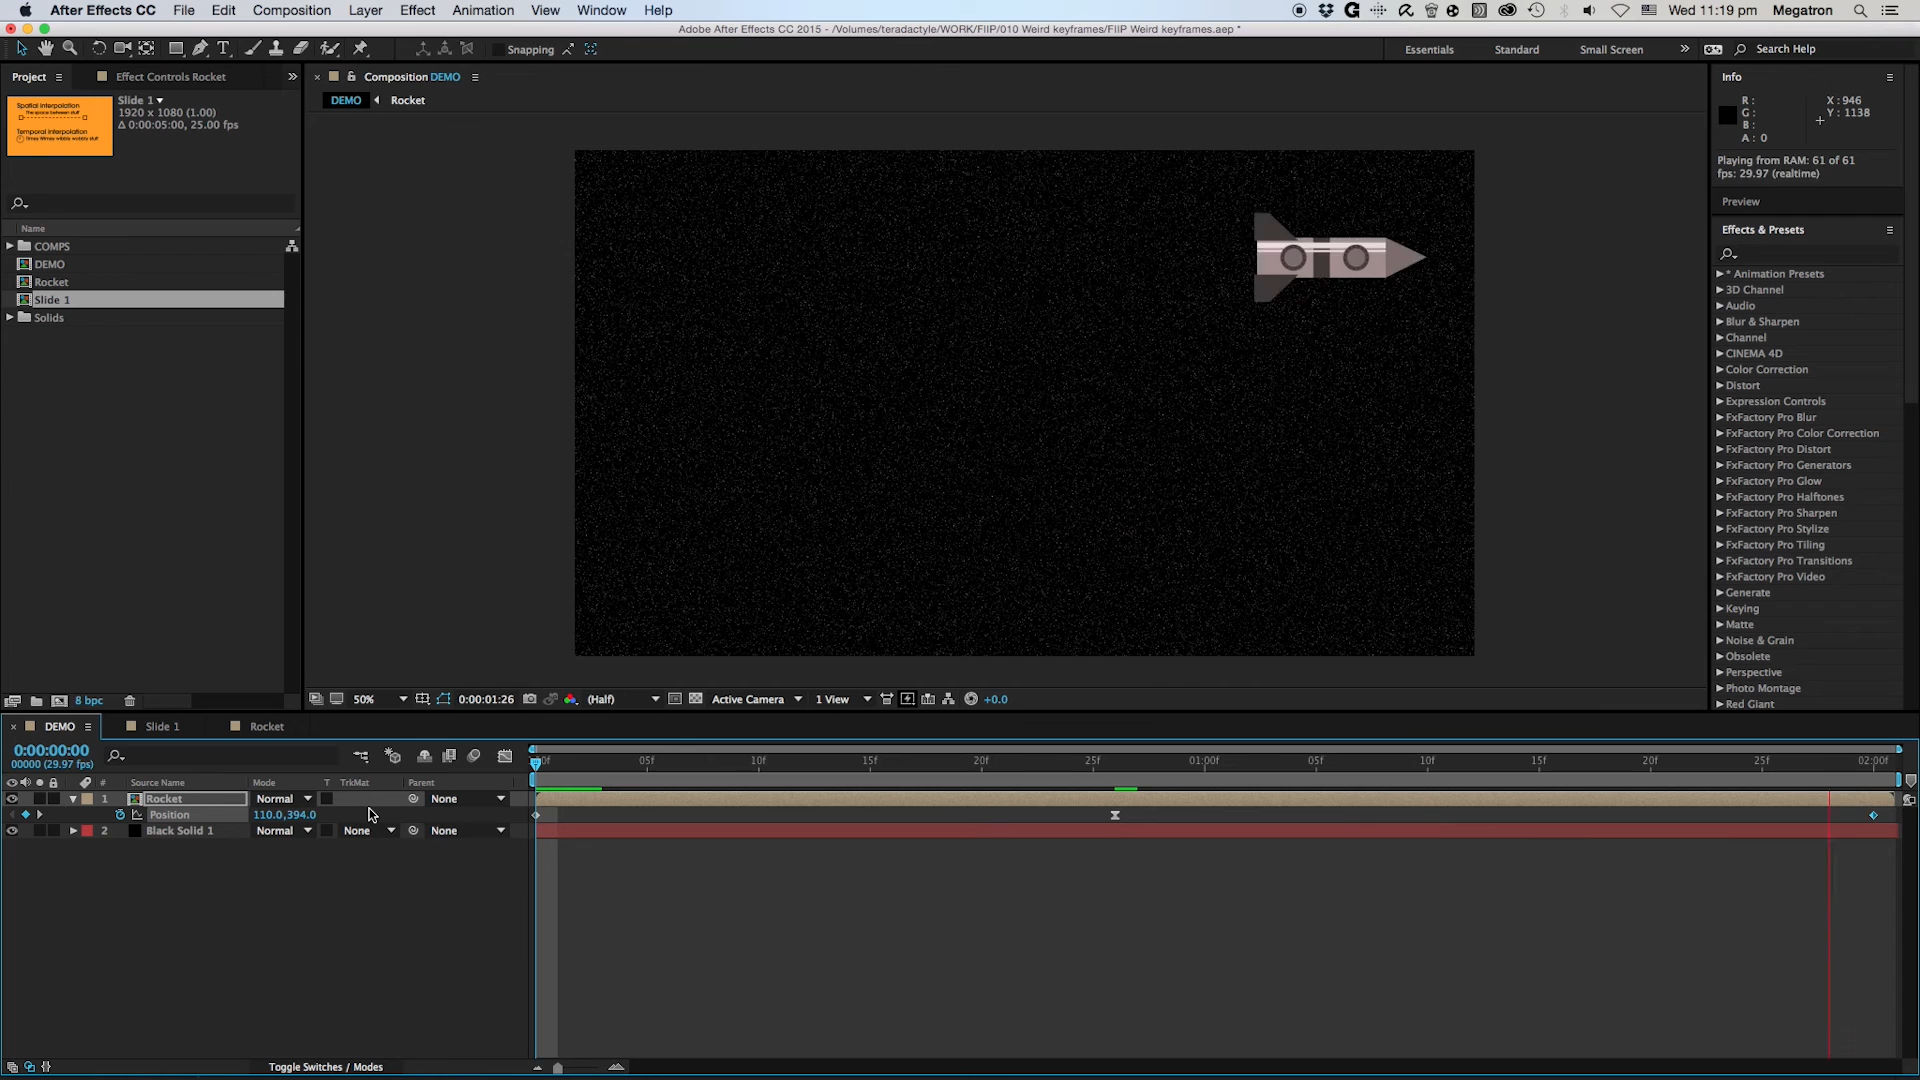 After Effects CC File Edit Composition Layer Effect Animation View Window Help Wed 11:19 pm Megatron
Adobe After Effects CC 2015 - /Volumes/teradactyle/WORK/FIIP/010 Weird keyframes/FIIP Weird keyframes.aep *
Snapping Essentials Standard Small Screen Search Help
Project Effect Controls Rocket
Composition DEMO
Info
DEMO Rocket
Slide 1
1920 x 1080 (1.00)
Δ 0:00:05:00, 25.00 fps
Spatial interpolation
The space between stuff
Temporal interpolation
R:
G:
B:
A: 0
X: 946
Y: 1138
Playing from RAM: 61 of 61
fps: 29.97 (realtime)
Preview
Effects & Presets
Name
COMPS
DEMO
Rocket
Slide 1
Solids
* Animation Presets
3D Channel
Audio
Blur & Sharpen
Channel
CINEMA 4D
Color Correction
Distort
Expression Controls
FxFactory Pro Blur
FxFactory Pro Color Correction
FxFactory Pro Distort
FxFactory Pro Generators
FxFactory Pro Glow
FxFactory Pro Halftones
FxFactory Pro Sharpen
FxFactory Pro Stylize
FxFactory Pro Tiling
FxFactory Pro Transitions
FxFactory Pro Video
Generate
Keying
Matte
Noise & Grain
Obsolete
Perspective
Photo Montage
Red Giant
8 bpc
50% 0:00:01:26 (Half) Active Camera 1 View +0.0
DEMO Slide 1 Rocket
0:00:00:00
00000 (29.97 fps)
00f 05f 10f 15f 20f 25f 01:00f 05f 10f 15f 20f 25f 02:00f
# Source Name Mode T TrkMat Parent
1 Rocket Normal None
Position 110.0,394.0
2 Black Solid 1 Normal None None
Toggle Switches / Modes